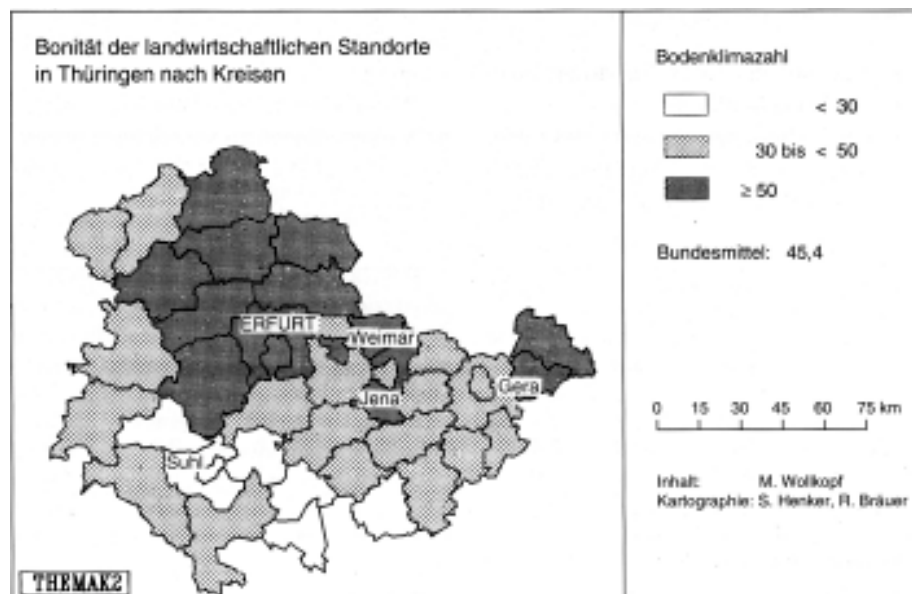 Bonität der landwirtschaftlichen Standorte
in Thüringen nach Kreisen
ERFURT
Weimar
Jena
Gera
Suhl
THEMAK2
Bodenklimazahl
< 30
30 bis < 50
≥ 50
Bundesmittel: 45,4
0 15 30 45 60 75 km
Inhalt: M. Wollkopf
Kartographie: S. Henker, R. Bräuer